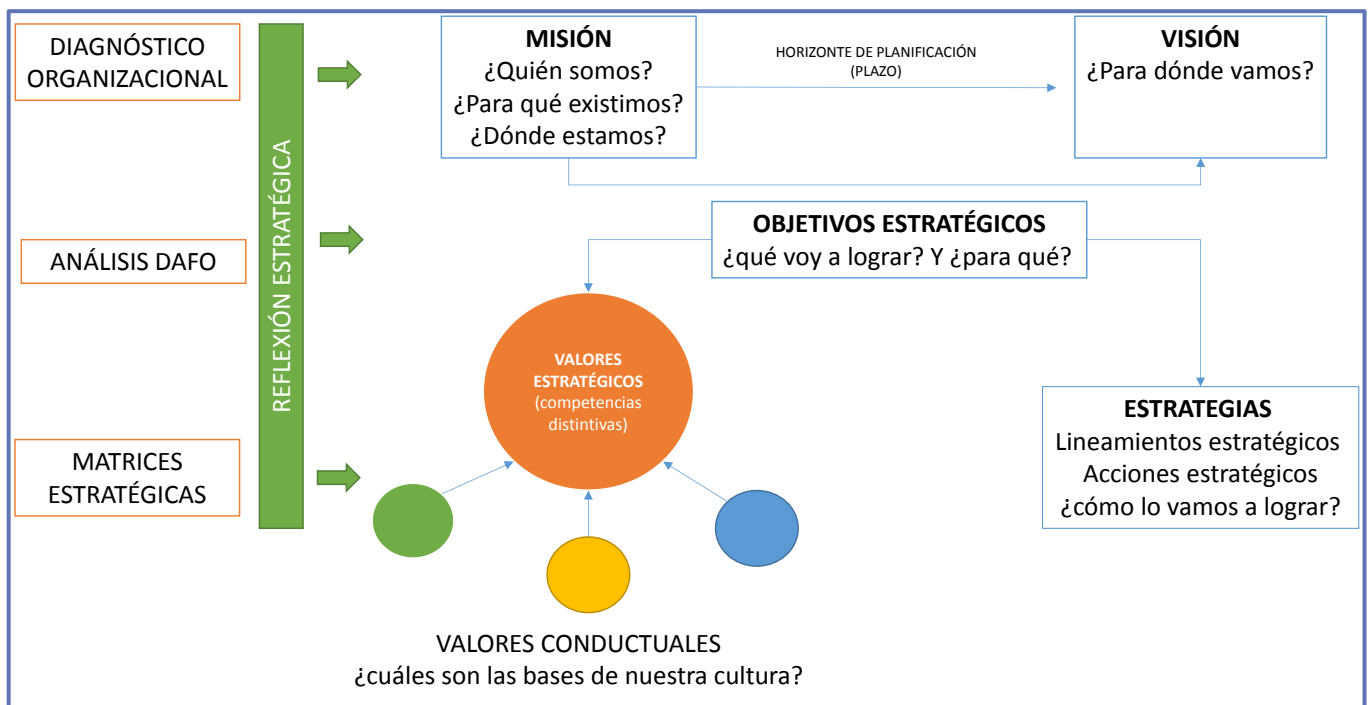 DIAGNÓSTICO
ORGANIZACIONAL
ANÁLISIS DAFO
MATRICES
ESTRATÉGICAS
REFLEXIÓN ESTRATÉGICA
MISIÓN
¿Quién somos?
¿Para qué existimos?
¿Dónde estamos?
HORIZONTE DE PLANIFICACIÓN
(PLAZO)
VISIÓN
¿Para dónde vamos?
OBJETIVOS ESTRATÉGICOS
¿qué voy a lograr? Y ¿para qué?
VALORES
ESTRATÉGICOS
(competencias
distintivas)
ESTRATEGIAS
Lineamientos estratégicos
Acciones estratégicos
¿cómo lo vamos a lograr?
VALORES CONDUCTUALES
¿cuáles son las bases de nuestra cultura?